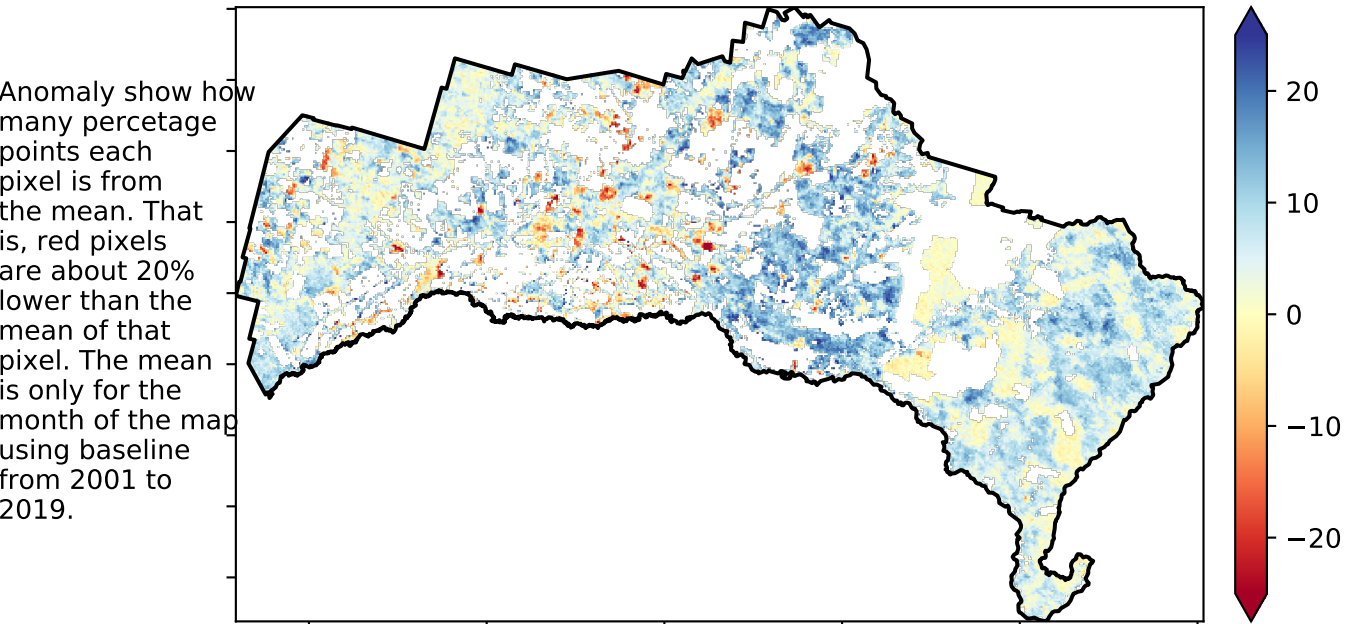 Anomaly show how
many percetage
points each
pixel is from
the mean. That
is, red pixels
are about 20%
lower than the
mean of that
pixel. The mean
is only for the
month of the map
using baseline
from 2001 to
2019.
20
10
0
−10
−20